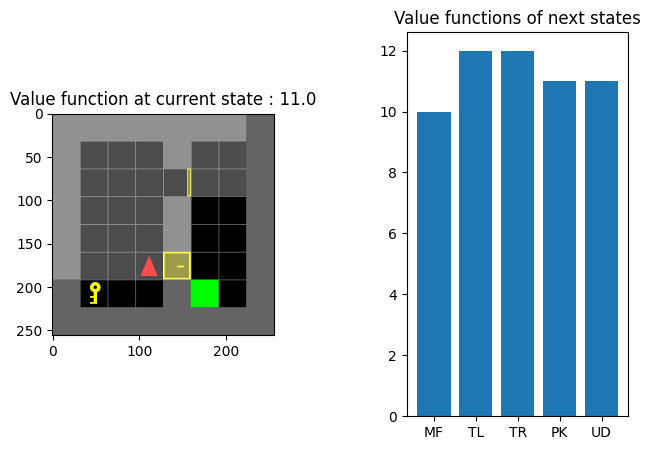 Value functions of next states
Value function at current state : 11.0
0
50
100
150
200
250
0
100
200
12
10
8
6
4
2
0
MF
TL
TR
PK
UD